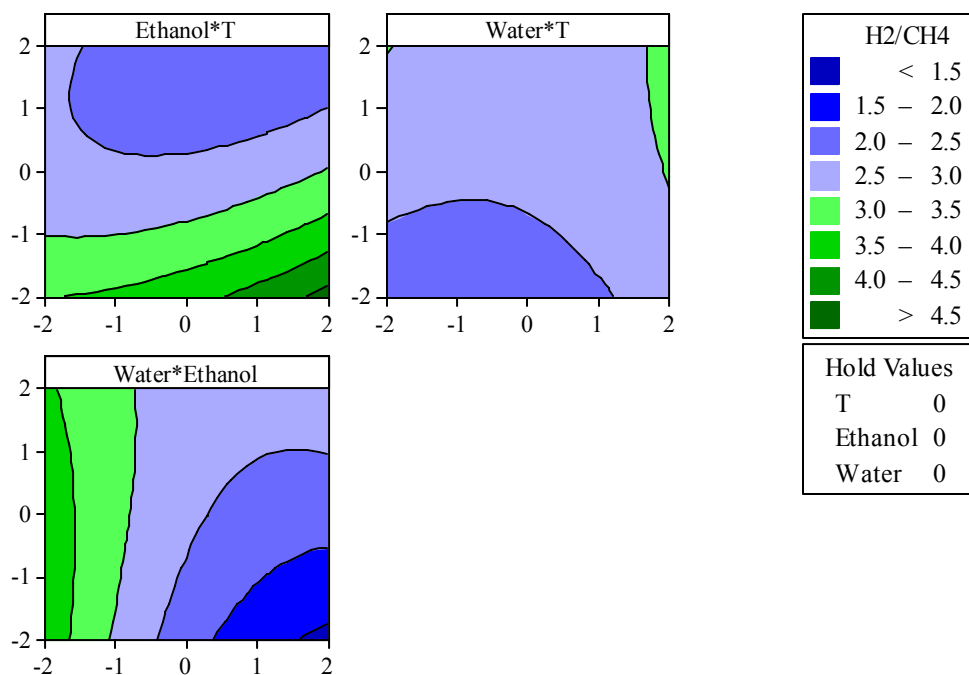 Ethanol*T
2
1
0
-1
-2
-2 -1 0 1 2
Water*T
2
1
0
-1
-2
-2 -1 0 1 2
H2/CH4
< 1.5
1.5 – 2.0
2.0 – 2.5
2.5 – 3.0
3.0 – 3.5
3.5 – 4.0
4.0 – 4.5
> 4.5
Hold Values
T 0
Ethanol 0
Water 0
Water*Ethanol
2
1
0
-1
-2
-2 -1 0 1 2